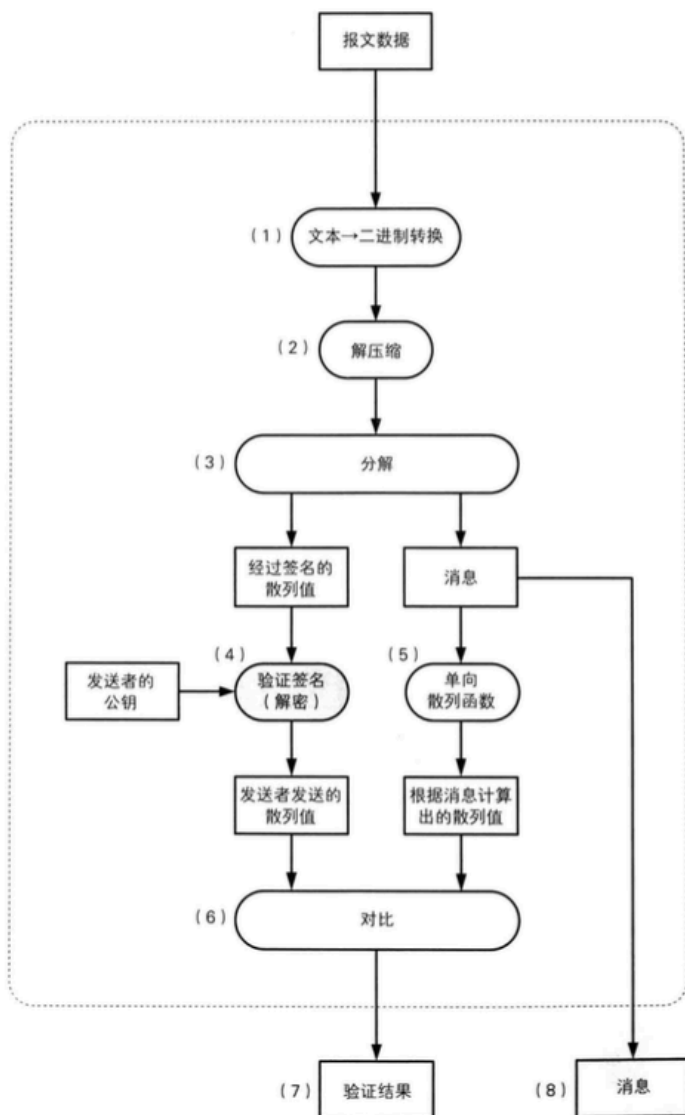 报文数据
(1) 文本→二进制转换
(2) 解压缩
(3) 分解
经过签名的
散列值
消息
(4)
(5)
发送者的
公钥
验证签名
(解密)
单向
散列函数
发送者发送的
散列值
根据消息计算
出的散列值
(6) 对比
(7) 验证结果
(8) 消息